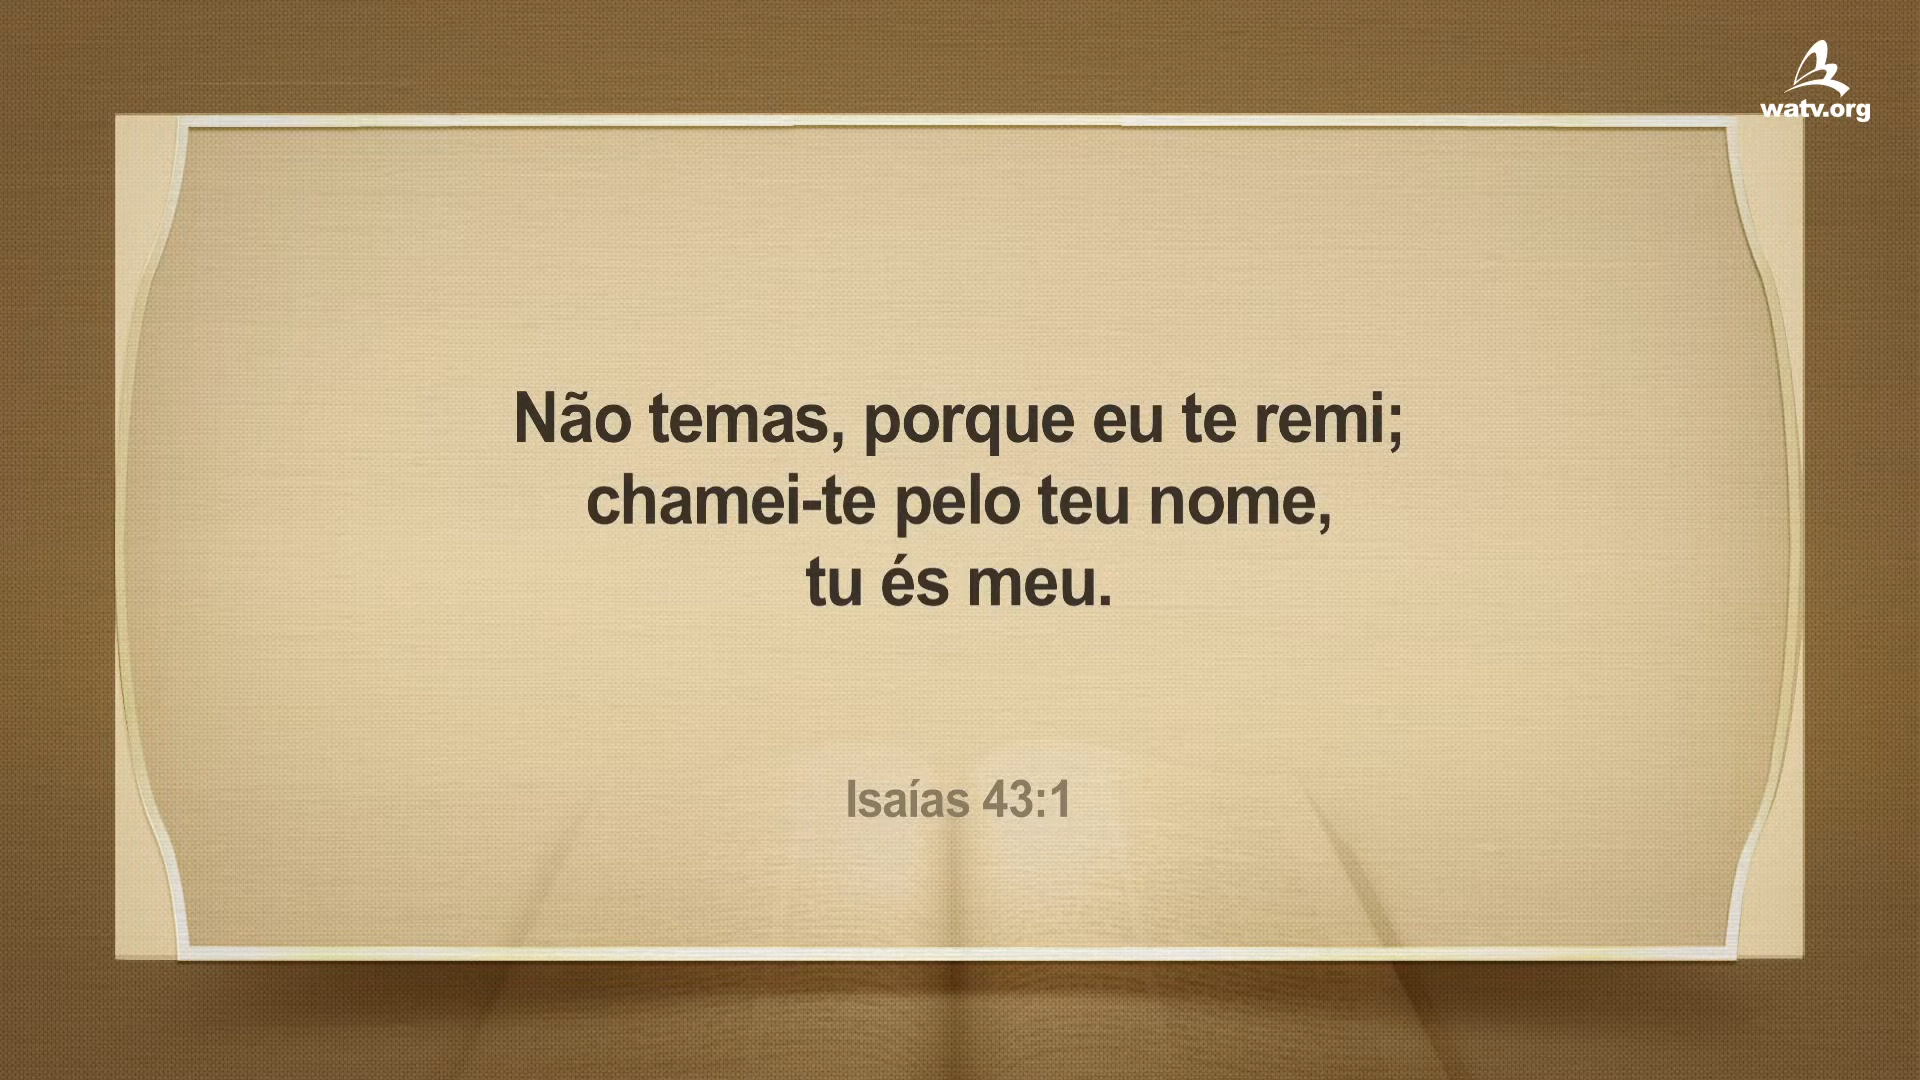 watv.org
Não temas, porque eu te remi;
chamei-te pelo teu nome,
tu és meu.
Isaías 43:1